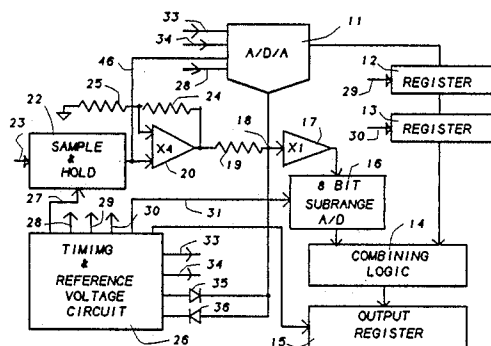 33
34
11
A/D/A
46
28
12
25
24
REGISTER
29
22
13
23
SAMPLE
&
HOLD
18
17
30
REGISTER
X4
X1
20
19
16
27
8 BIT
SUBRANGE
A/D
28
29
30
31
14
TIMIMG
&
REFERENCE
VOLTAGE
CIRCUIT
33
COMBINING
LOGIC
34
35
36
OUTPUT
REGISTER
26
15